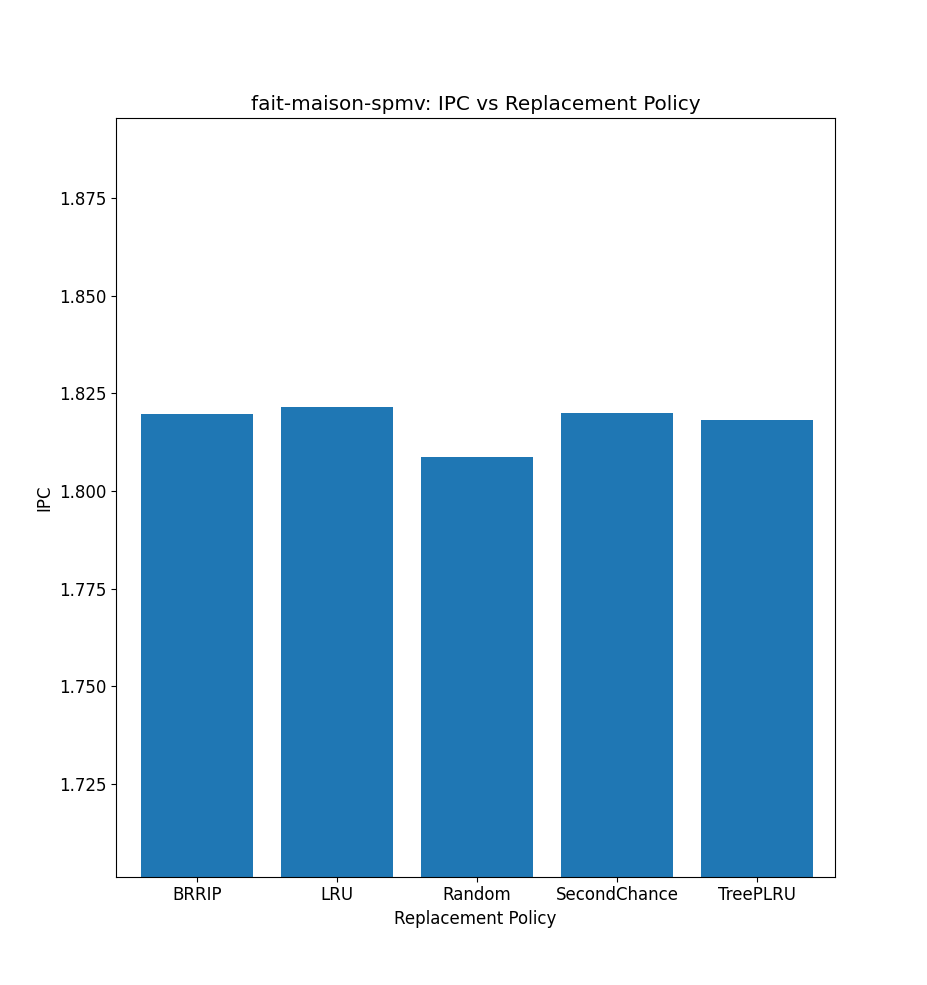 fait-maison-spmv: IPC vs Replacement Policy
1.875
1.850
1.825
1.800
1.775
1.750
1.725
IPC
BRRIP LRU Random SecondChance TreePLRU
Replacement Policy